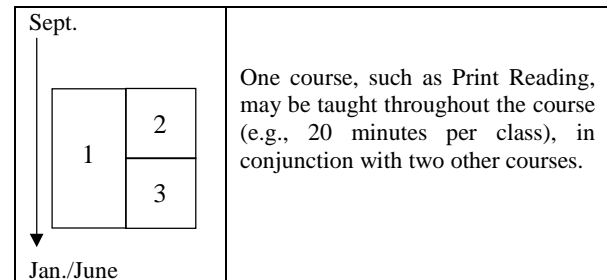 Sept.
1
2
3
Jan./June
One course, such as Print Reading,
may be taught throughout the course
(e.g., 20 minutes per class), in
conjunction with two other courses.